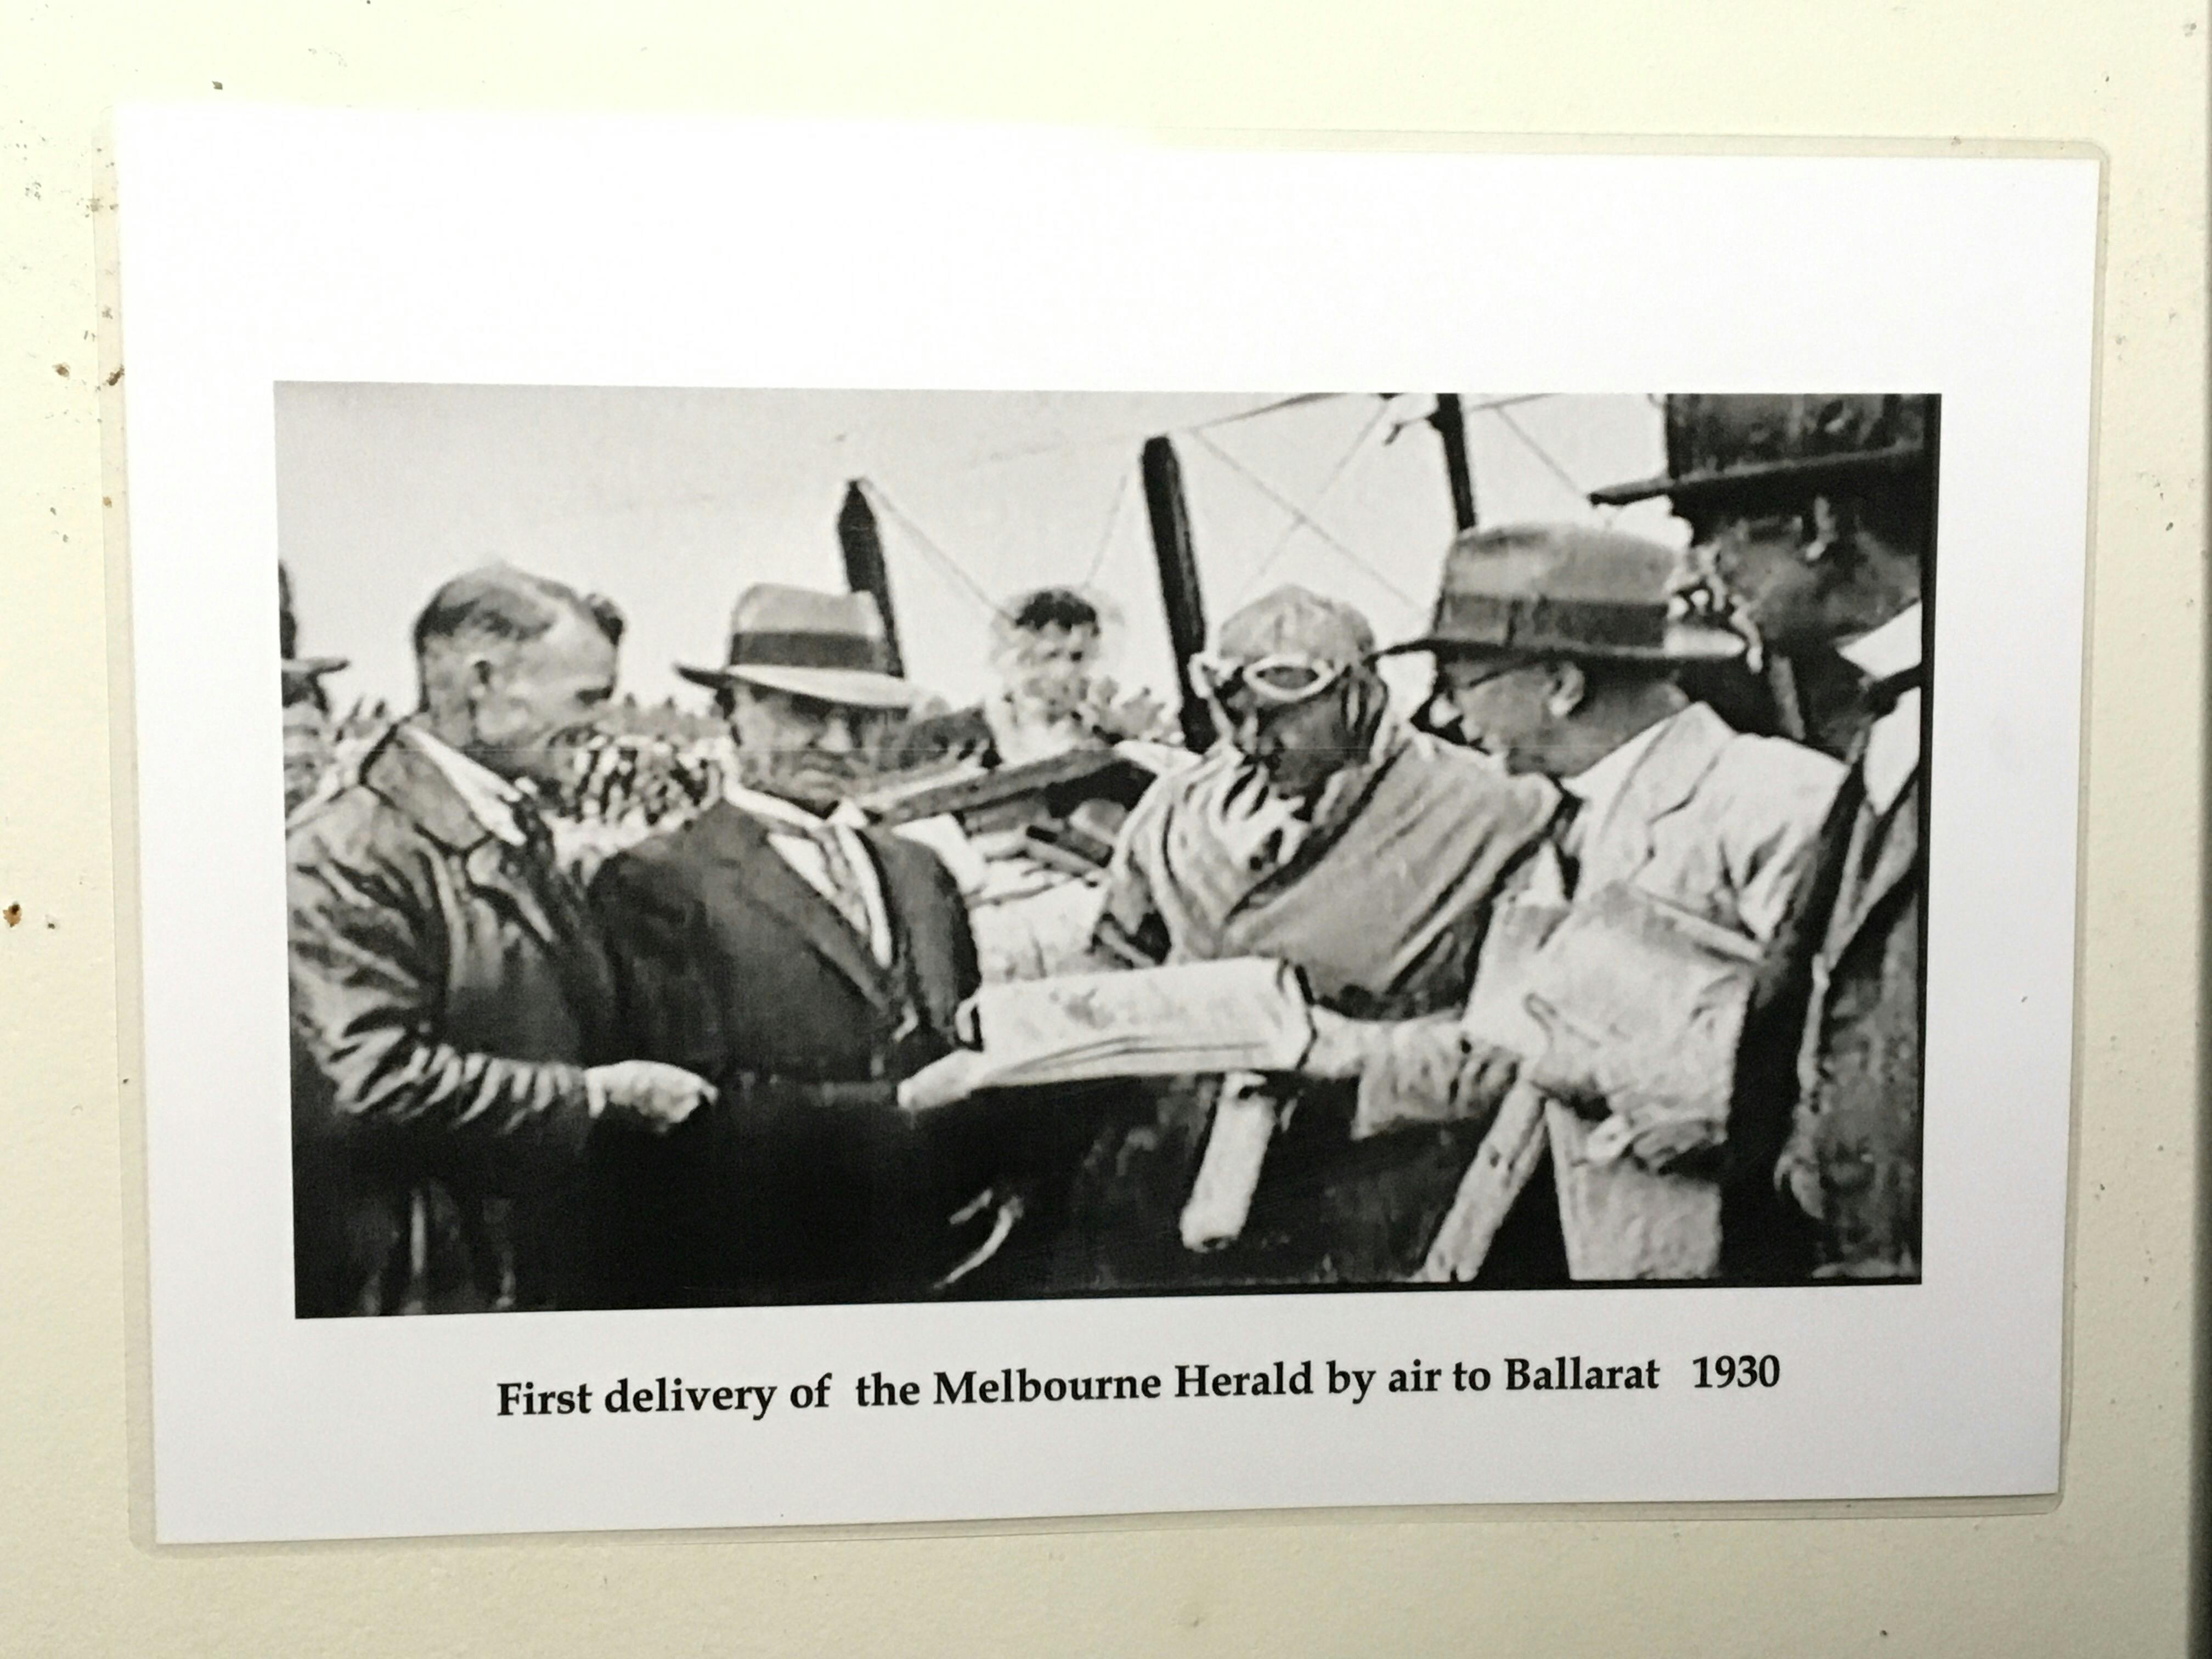 First delivery of the Melbourne Herald by air to Ballarat 1930